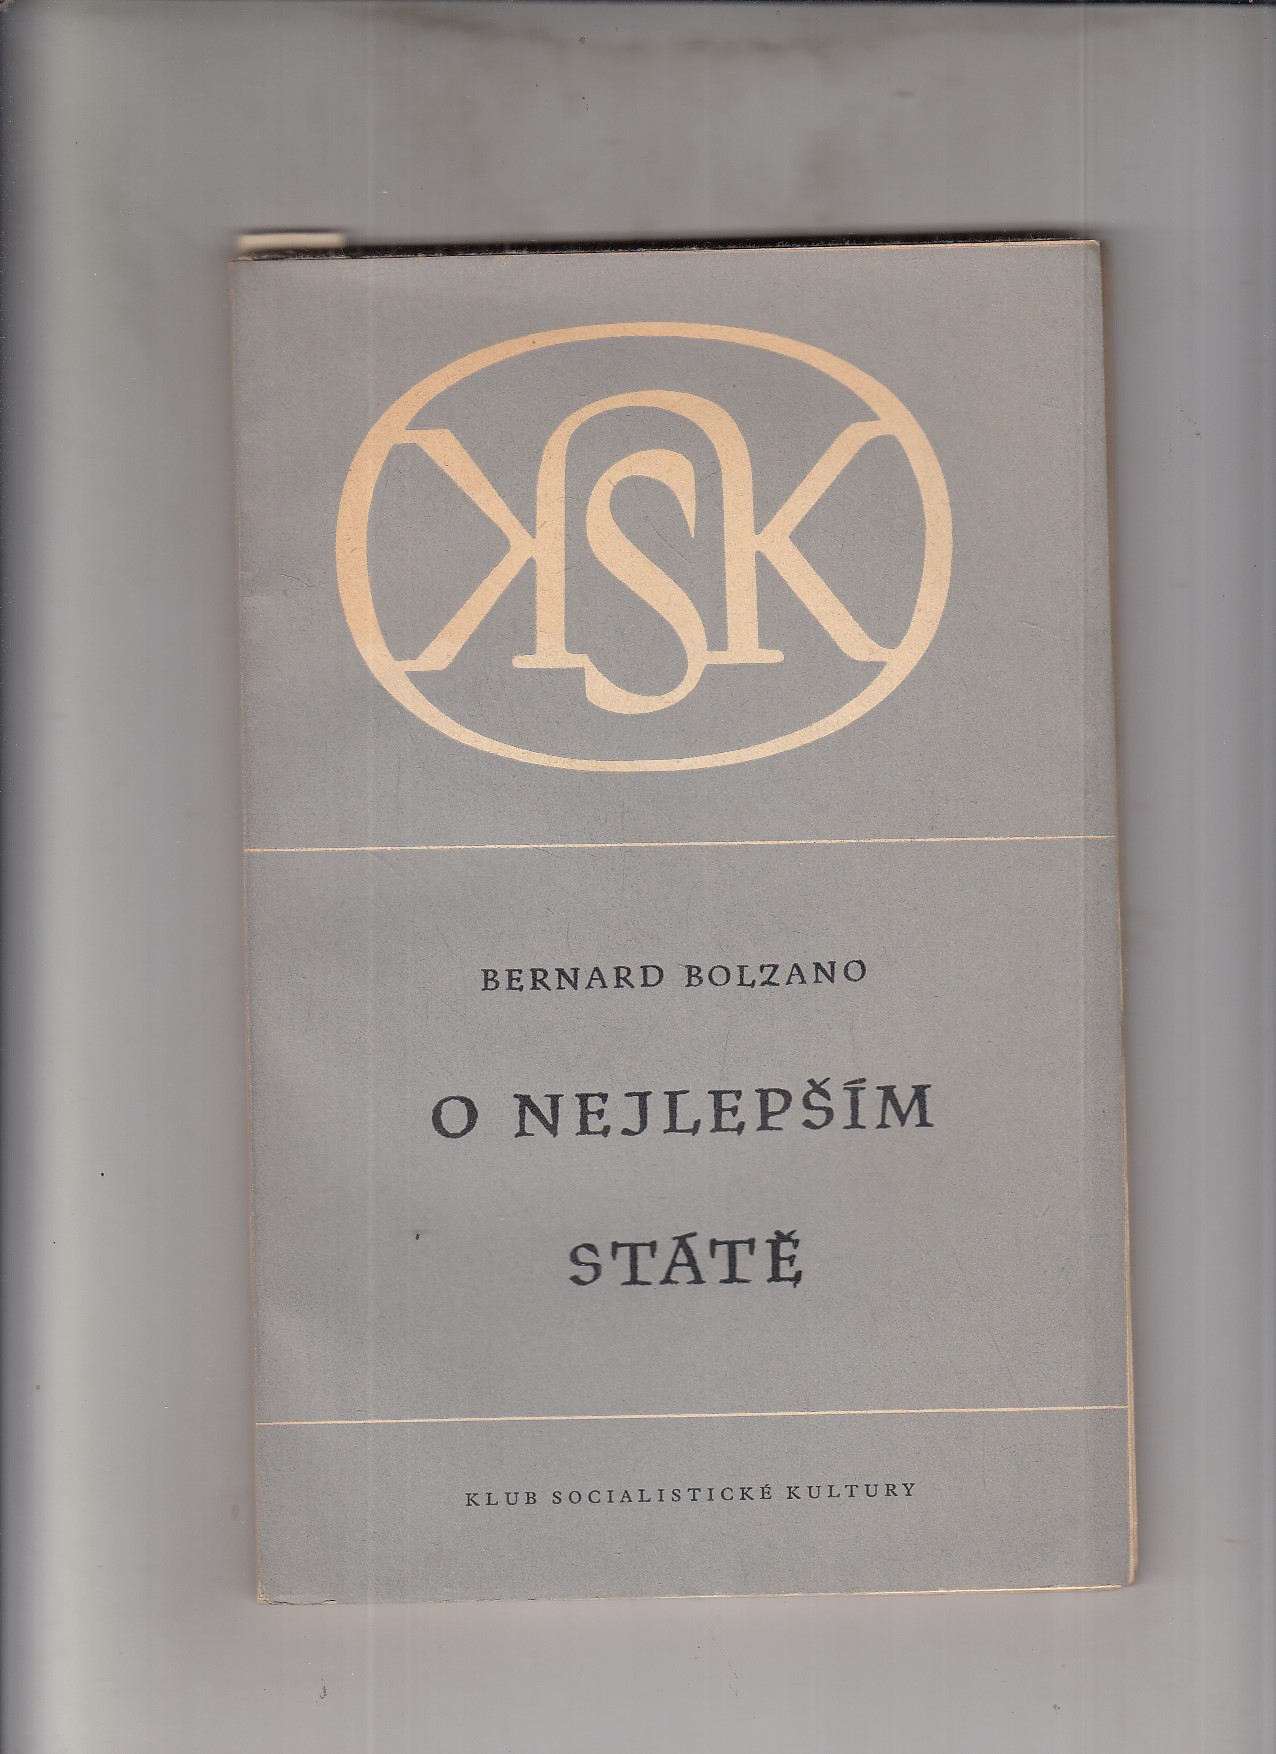 KSK
BERNARD BOLZANO
O NEJLEPŠÍM
STÁTĚ
KLUB SOCIALISTICKÉ KULTURY